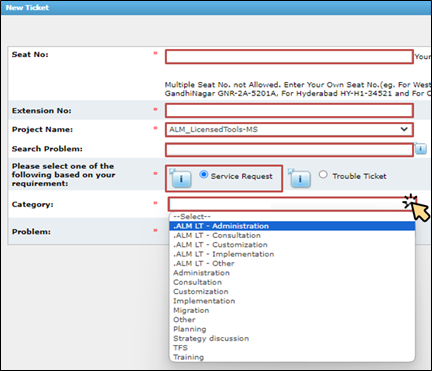 New Ticket
Seat No: *
Your
Multiple Seat No. not Allowed. Enter Your Own Seat No.(eg. For West
GandhiNagar GNR-2A-5201A, For Hyderabad HY-H1-34521 and For C
Extension No: *
Project Name: * ALM_LicensedTools-MS
Search Problem: *
Please select one of the
following based on your
requirement: * i Service Request i Trouble Ticket
Category: *
Problem: *
--Select--
.ALM LT - Administration
.ALM LT - Consultation
.ALM LT - Customization
.ALM LT - Implementation
.ALM LT - Other
Administration
Consultation
Customization
Implementation
Migration
Other
Planning
Strategy discussion
TFS
Training